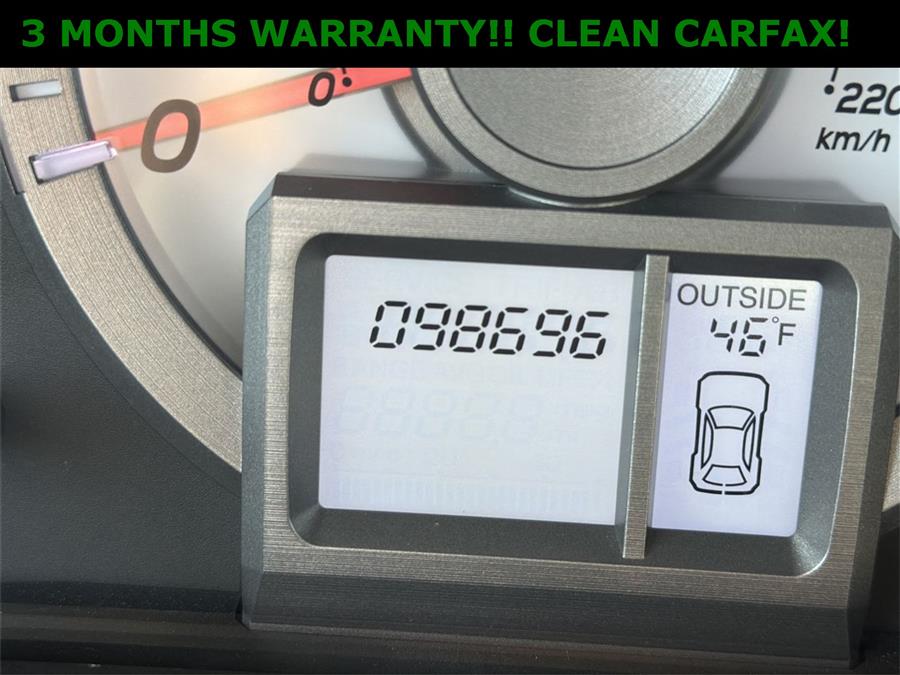 3 MONTHS WARRANTY!! CLEAN CARFAX!
0
0
220
km/h
098696
OUTSIDE
46°F